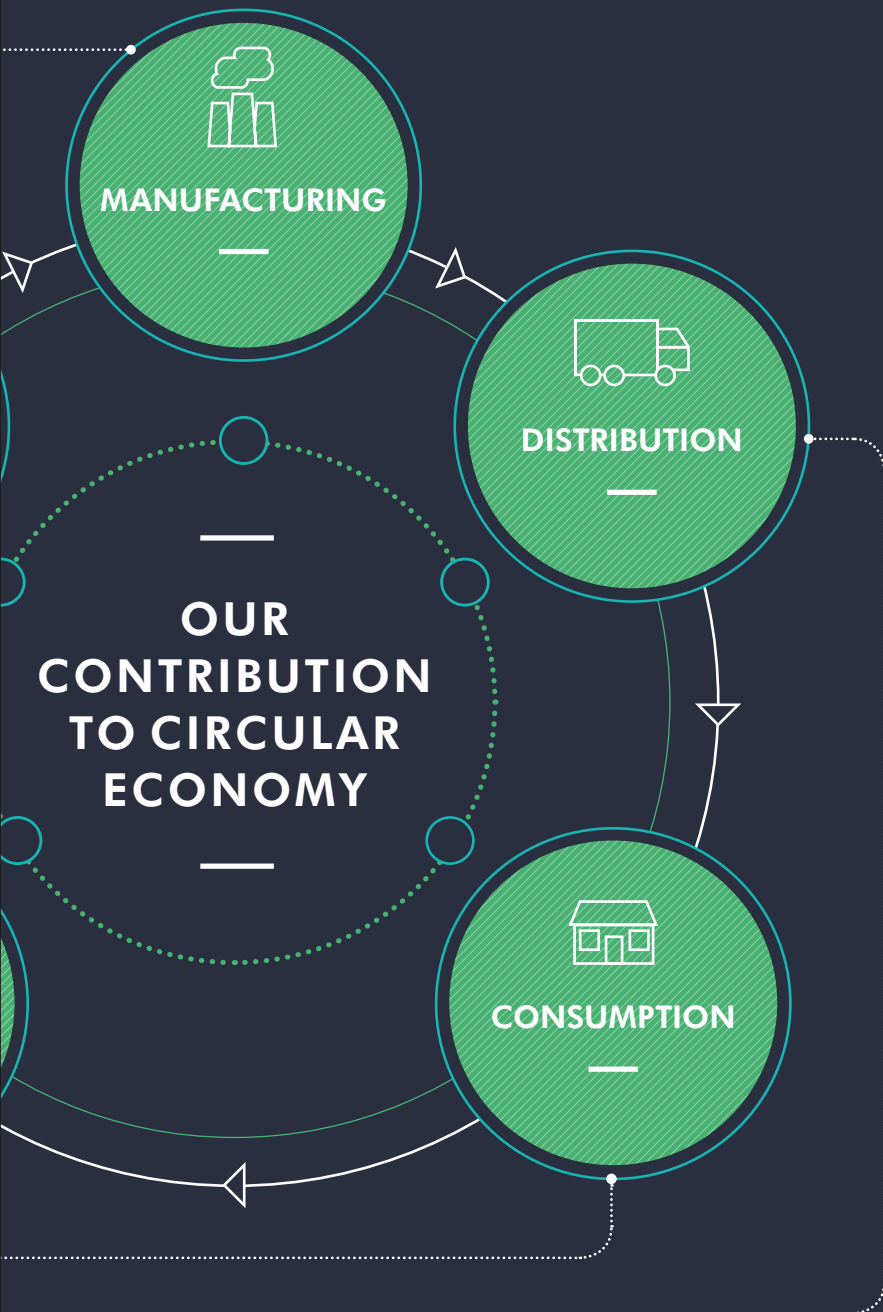 MANUFACTURING
DISTRIBUTION
OUR
CONTRIBUTION
TO CIRCULAR
ECONOMY
CONSUMPTION